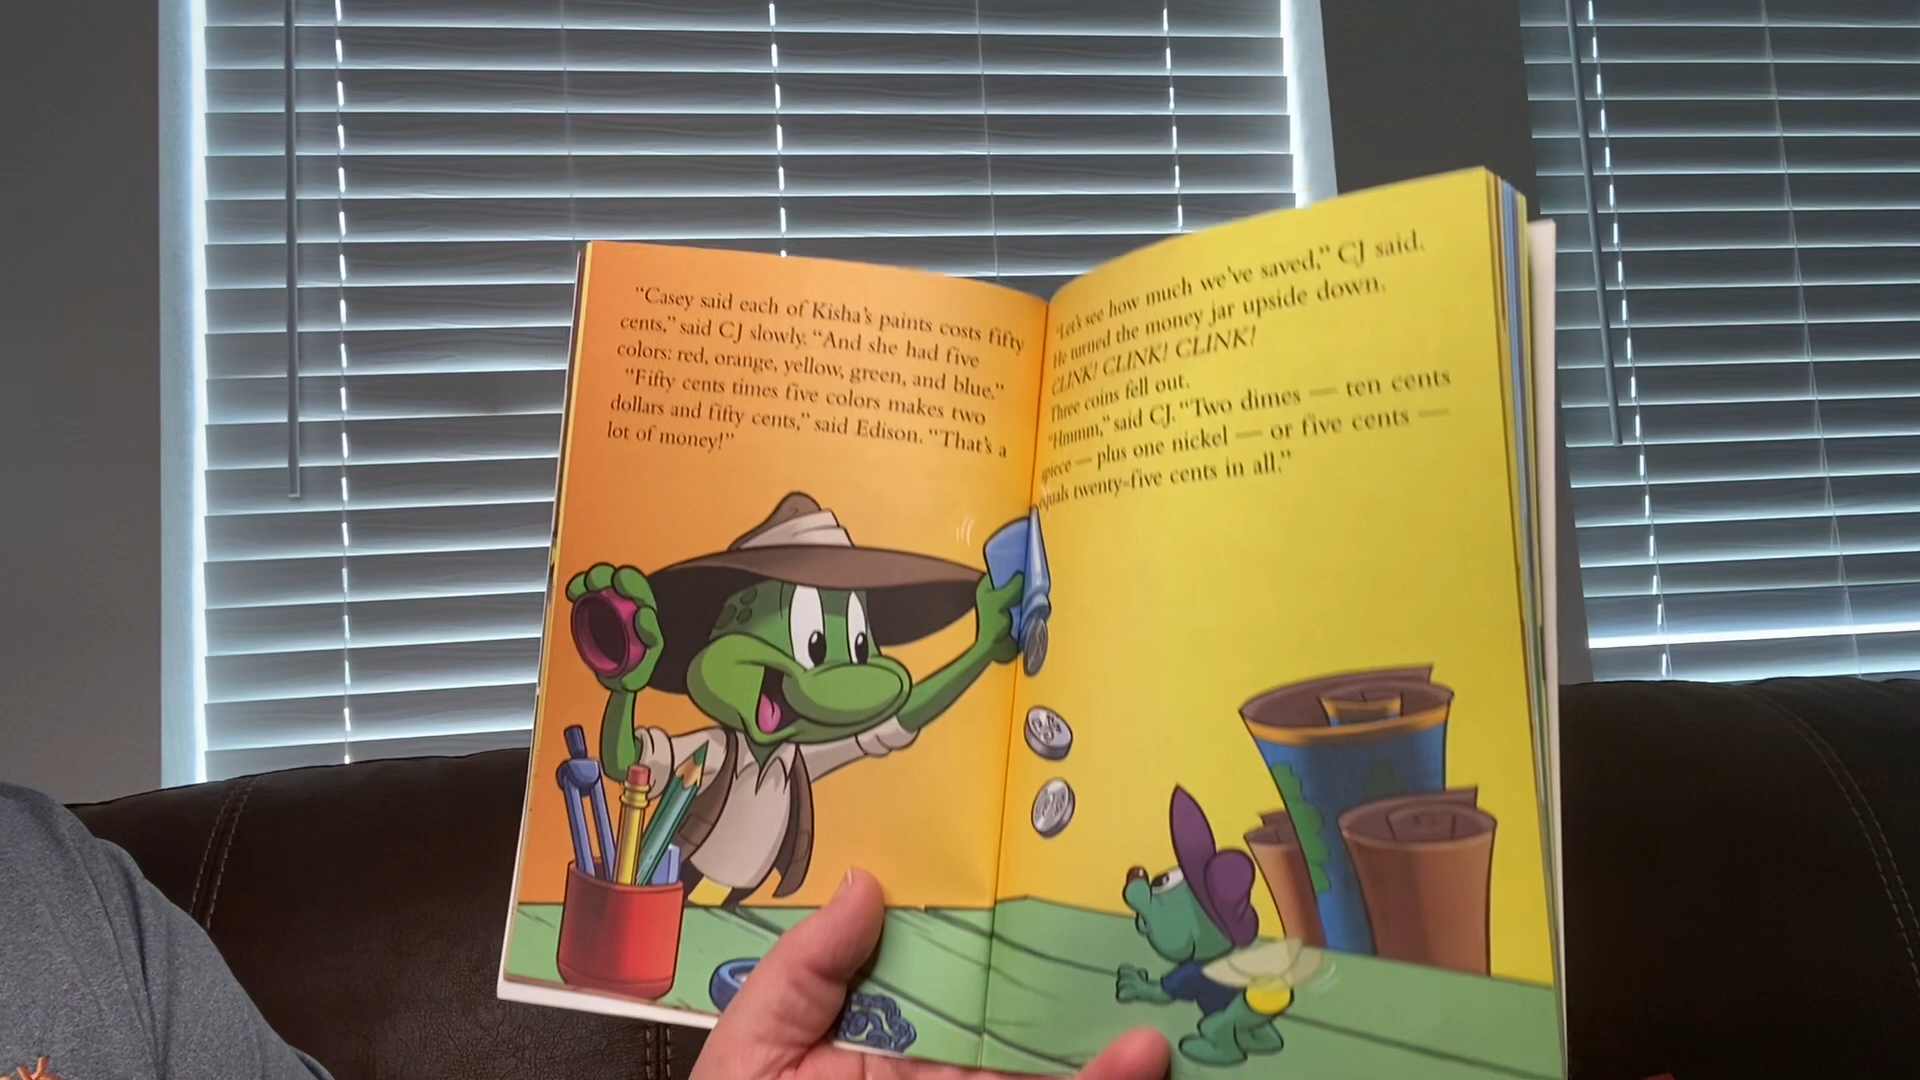 “Casey said each of Kisha’s paints costs fifty
cents,” said CJ slowly. “And she had five
colors: red, orange, yellow, green, and blue.”
“Fifty cents times five colors makes two
dollars and fifty cents,” said Edison. “That’s a
lot of money!”
“Let’s see how much we’ve saved,” CJ said.
He turned the money jar upside down.
CLINK! CLINK! CLINK!
Three coins fell out.
“Hmmm,” said CJ. “Two dimes — ten cents
apiece — plus one nickel — or five cents —
equals twenty-five cents in all.”